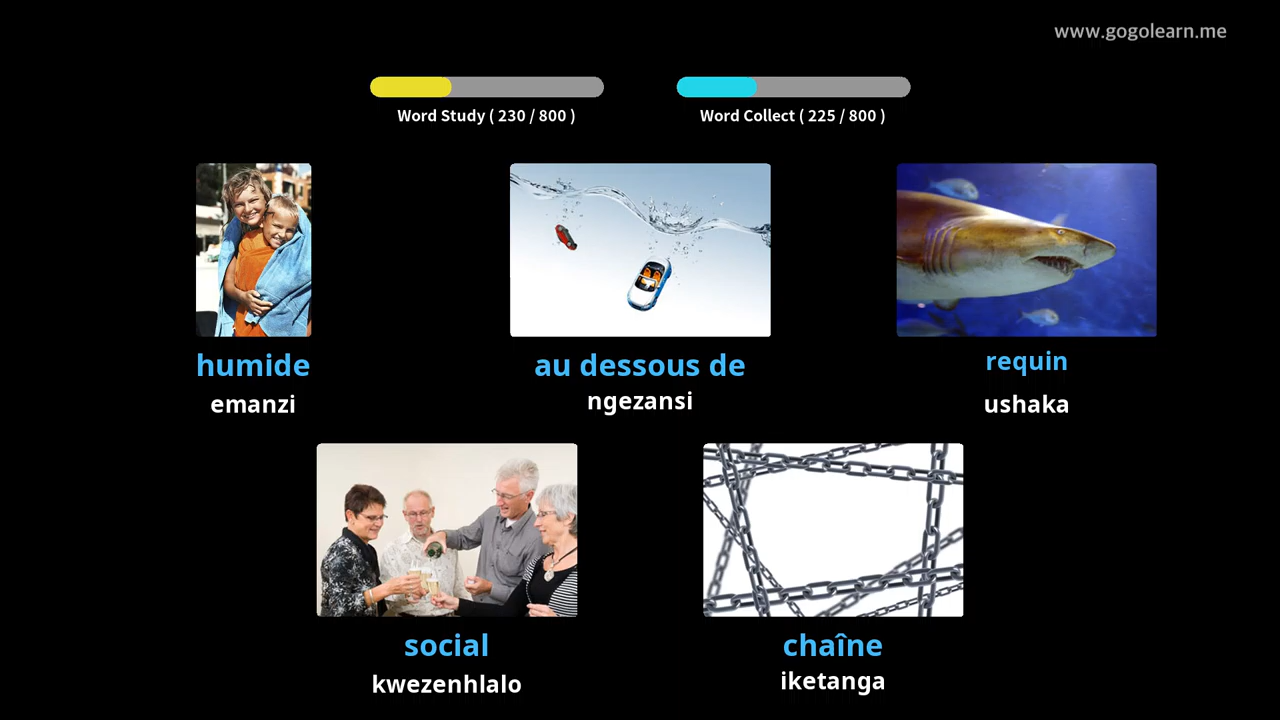 www.gogolearn.me
Word Study ( 230 / 800 )
Word Collect ( 225 / 800 )
humide
emanzi
au dessous de
ngezansi
requin
ushaka
social
kwezenhlalo
chaîne
iketanga